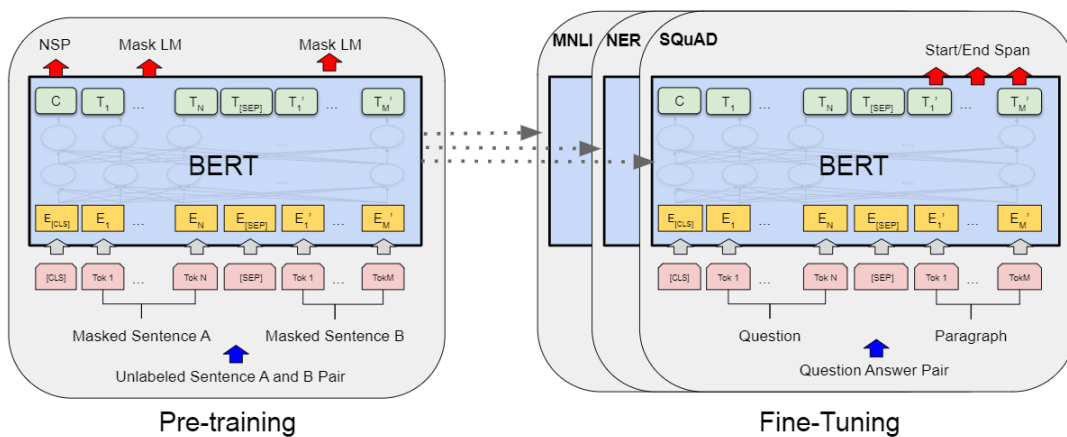 NSP Mask LM Mask LM
C T1 ... TN T[SEP] T1' ... TM'
...
BERT
...
E[CLS] E1 ... EN E[SEP] E1' ... EM'
[CLS] Tok 1 ... Tok N [SEP] Tok 1 ... TokM
Masked Sentence A Masked Sentence B
Unlabeled Sentence A and B Pair
Pre-training
MNLI NER SQuAD
Start/End Span
C T1 ... TN T[SEP] T1' ... TM'
...
BERT
...
E[CLS] E1 ... EN E[SEP] E1' ... EM'
[CLS] Tok 1 ... Tok N [SEP] Tok 1 ... TokM
Question Paragraph
Question Answer Pair
Fine-Tuning